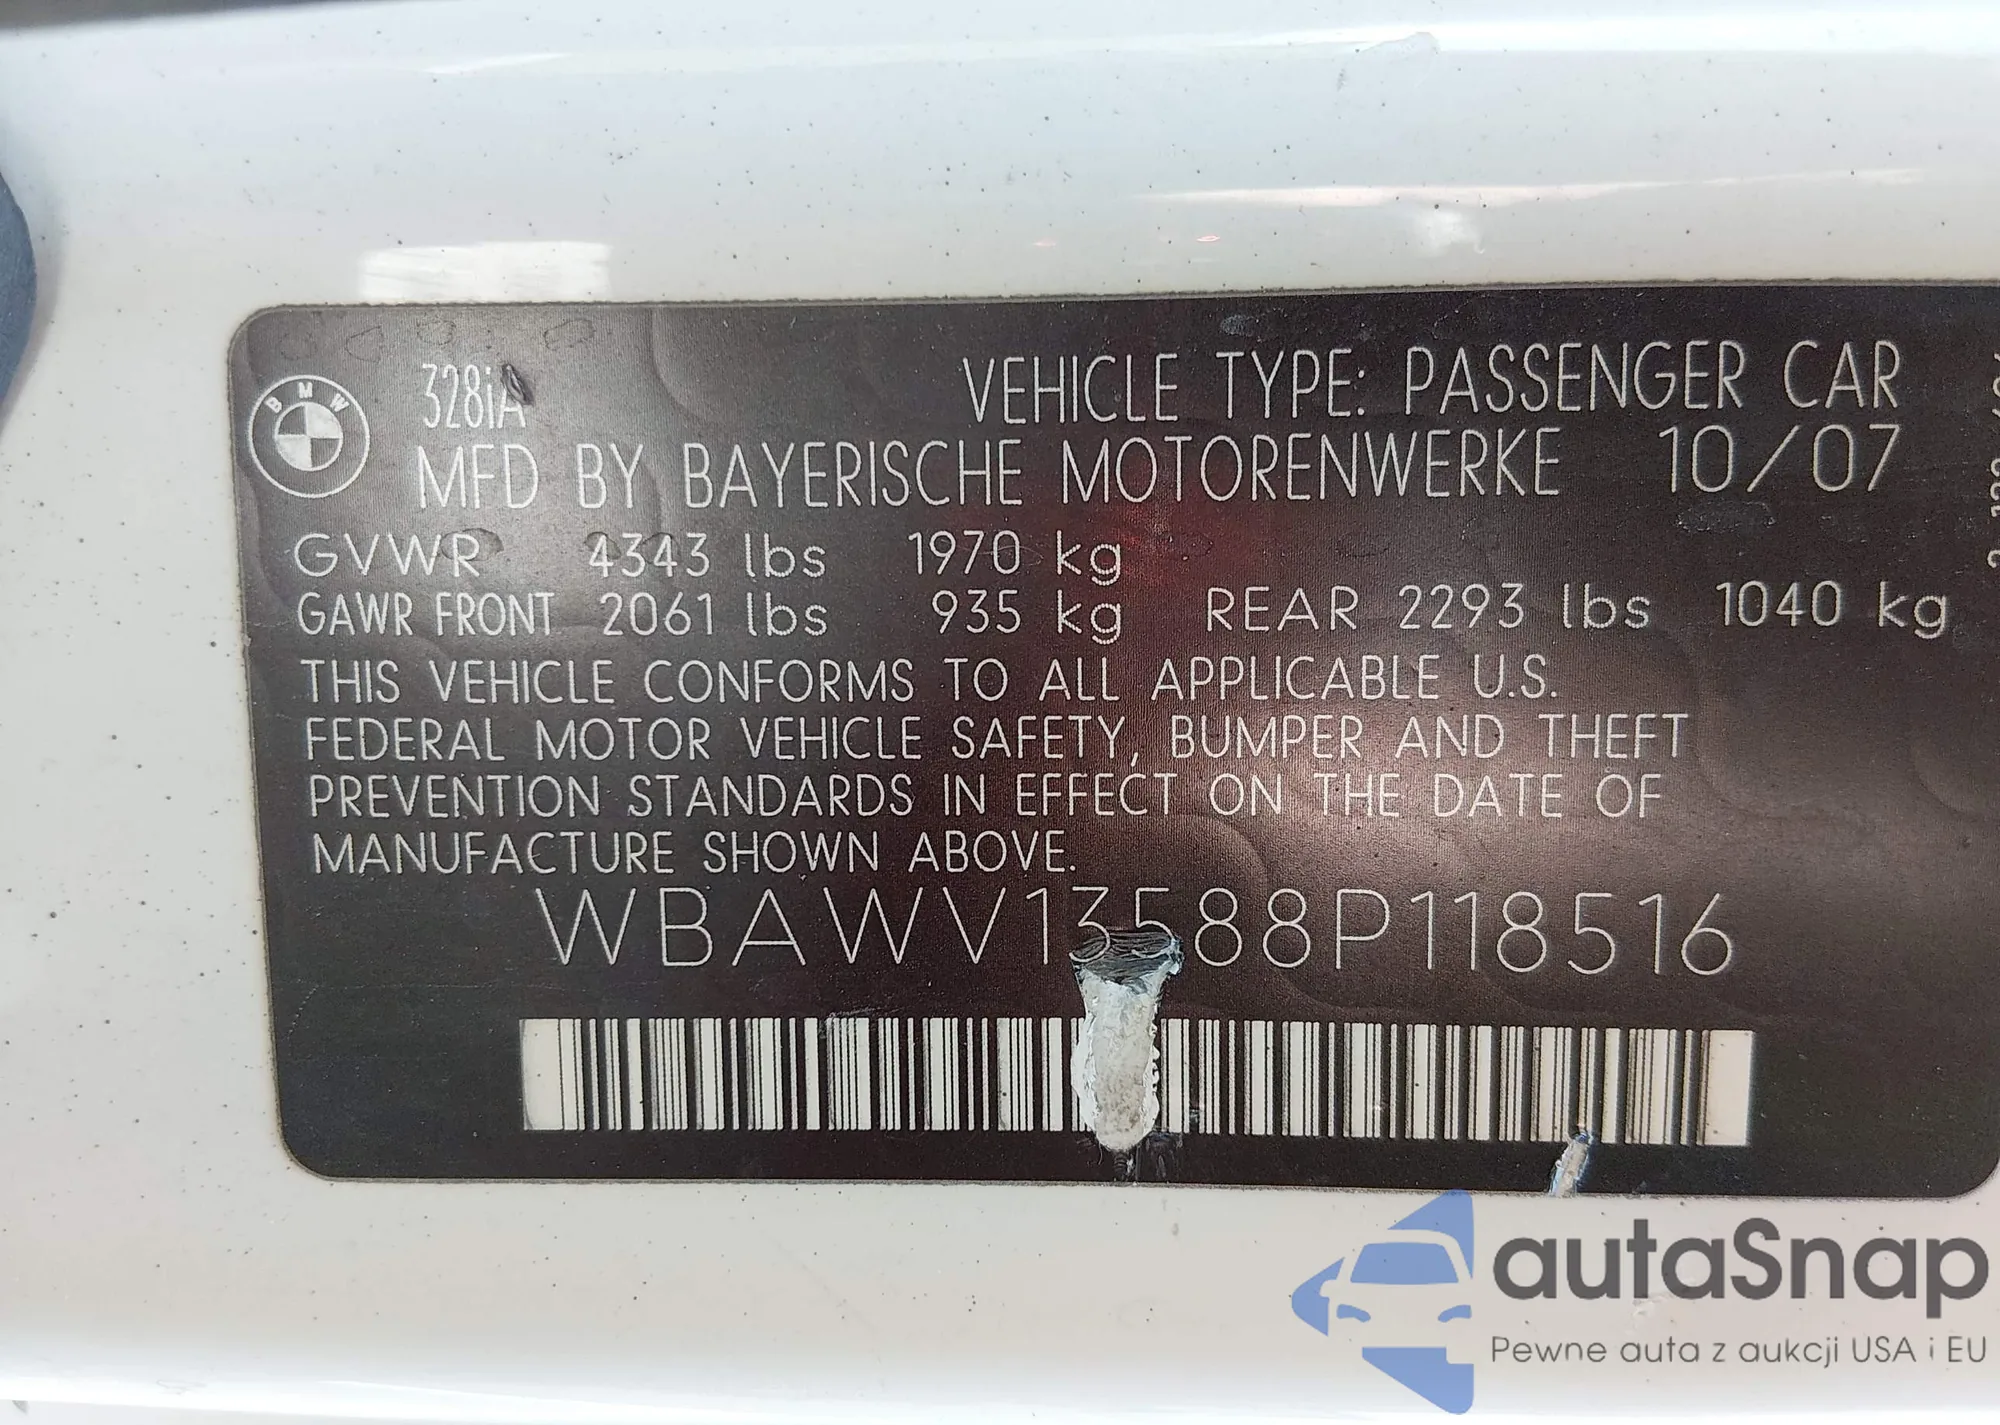 BMW
328iA VEHICLE TYPE: PASSENGER CAR
MFD BY BAYERISCHE MOTORENWERKE 10/07
GVWR 4343 lbs 1970 kg
GAWR FRONT 2061 lbs 935 kg REAR 2293 lbs 1040 kg
THIS VEHICLE CONFORMS TO ALL APPLICABLE U.S.
FEDERAL MOTOR VEHICLE SAFETY, BUMPER AND THEFT
PREVENTION STANDARDS IN EFFECT ON THE DATE OF
MANUFACTURE SHOWN ABOVE.
WBAWV13588P118516
autaSnap
Pewne auta z aukcji USA i EU